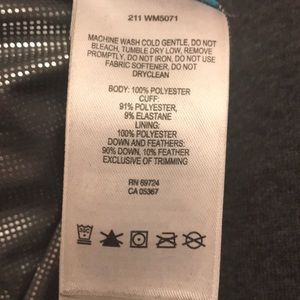 211 WM5071
MACHINE WASH COLD GENTLE, DO NOT
BLEACH, TUMBLE DRY LOW, REMOVE
PROMPTLY, DO NOT IRON, DO NOT USE
FABRIC SOFTENER, DO NOT
DRYCLEAN
BODY: 100% POLYESTER
CUFF:
91% POLYESTER,
9% ELASTANE
LINING:
100% POLYESTER
DOWN AND FEATHERS:
90% DOWN, 10% FEATHER
EXCLUSIVE OF TRIMMING
RN 69724
CA 05367